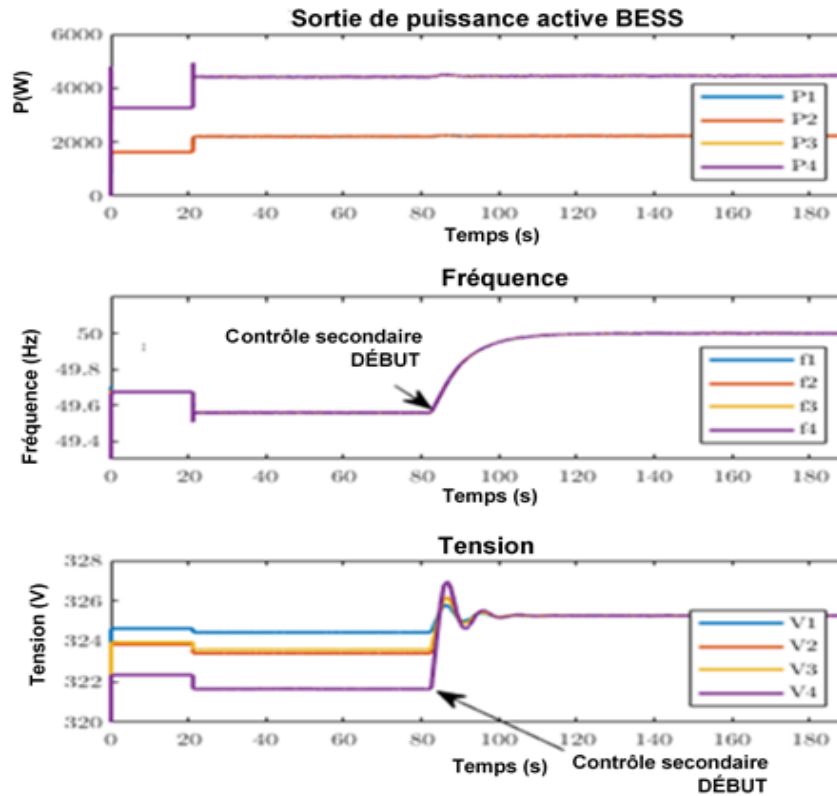 Sortie de puissance active BESS
6000
4000
2000
0
P(W)
P1
P2
P3
P4
0 20 40 60 80 100 120 140 160 180
Temps (s)
Fréquence
50
49.8
49.6
49.4
Fréquence (Hz)
Contrôle secondaire
DÉBUT
f1
f2
f3
f4
0 20 40 60 80 100 120 140 160 180
Temps (s)
Tension
328
326
324
322
320
Tension (V)
V1
V2
V3
V4
0 20 40 60 80 100 120 140 160 180
Temps (s)
Contrôle secondaire
DÉBUT